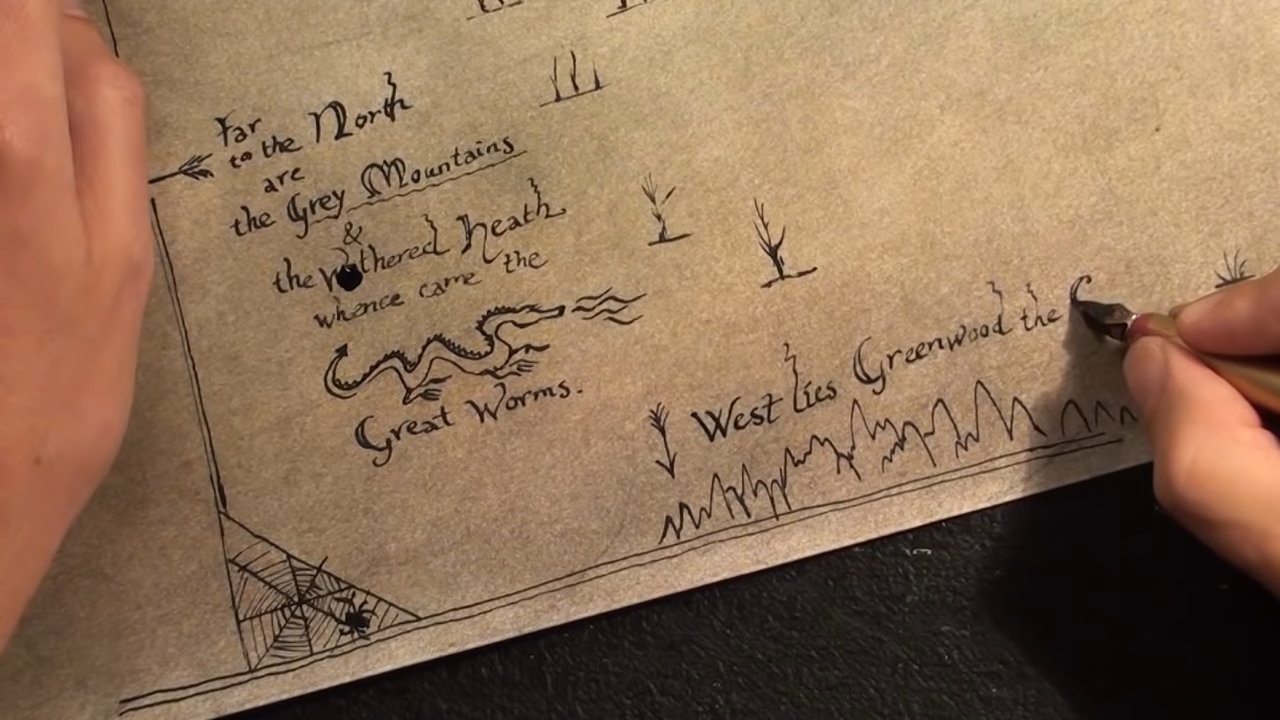 Far
to the North
are
the Grey Mountains
&
the withered heath
whence came the
Great Worms.
West lies Greenwood the